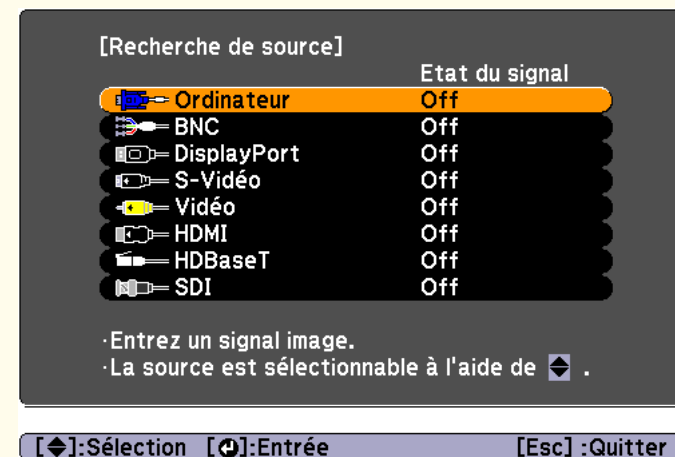 [Recherche de source]
Etat du signal
Ordinateur Off
BNC Off
DisplayPort Off
S-Vidéo Off
Vidéo Off
HDMI Off
HDBaseT Off
SDI Off
·Entrez un signal image.
·La source est sélectionnable à l'aide de ◆ .
[◆]:Sélection [↵]:Entrée [Esc] :Quitter